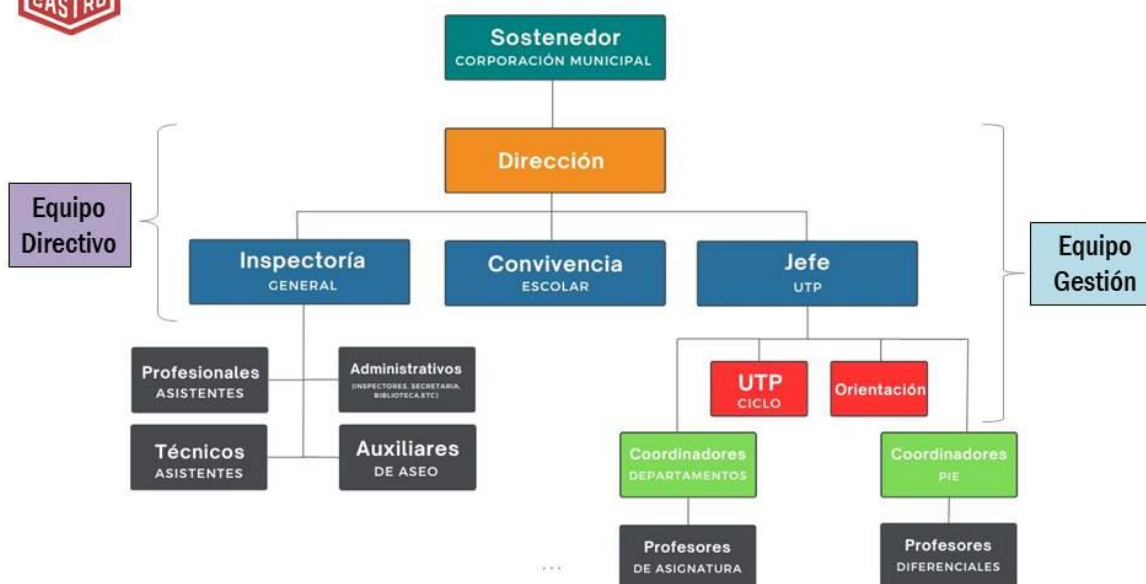 CASTRO
Sostenedor
CORPORACIÓN MUNICIPAL
Dirección
Equipo
Directivo
Inspectoría
GENERAL
Convivencia
ESCOLAR
Jefe
UTP
Equipo
Gestión
Profesionales
ASISTENTES
Administrativos
(INSPECTORES, SECRETARIA,
BIBLIOTECA,ETC)
UTP
CICLO
Orientación
Técnicos
ASISTENTES
Auxiliares
DE ASEO
Coordinadores
DEPARTAMENTOS
Coordinadores
PIE
Profesores
DE ASIGNATURA
Profesores
DIFERENCIALES
...